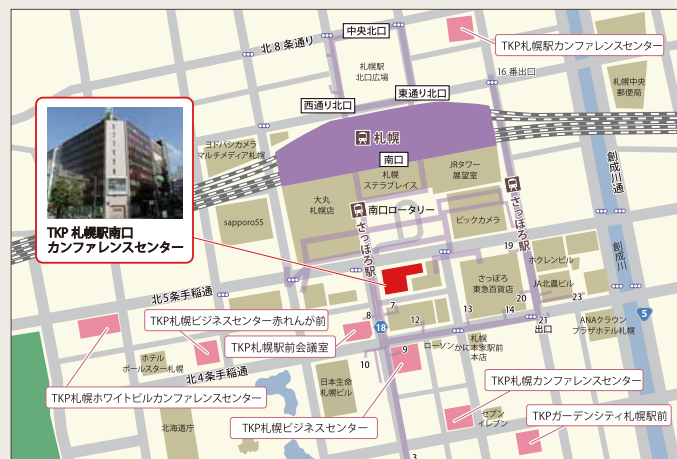 中央北口
北8条通り
TKP札幌駅カンファレンスセンター
札幌駅
北口広場
16番出口
札幌中央
郵便局
西通り北口
東通り北口
ヨドバシカメラ
マルチメディア札幌
札幌
南口
札幌
ステラプレイス
JRタワー
展望室
創成川通
大丸
札幌店
南口ロータリー
ビックカメラ
さっぽろ駅
さっぽろ駅
sapporo55
TKP 札幌駅南口
カンファレンスセンター
19
ホクレンビル
創成川
さっぽろ
東急百貨店
JA北農ビル
北5条手稲通
7
8
12
13
14
20
21
出口
23
5
18
ANAクラウン
プラザホテル札幌
TKP札幌ビジネスセンター赤れんが前
TKP札幌駅前会議室
9
10
ローソン
札幌
かに本家駅前
本店
ホテル
ポールスター札幌
北4条手稲通
日本生命
札幌ビル
TKP札幌カンファレンスセンター
TKP札幌ホワイトビルカンファレンスセンター
TKP札幌ビジネスセンター
セブン
イレブン
TKPガーデンシティ札幌駅前
北海道庁
3